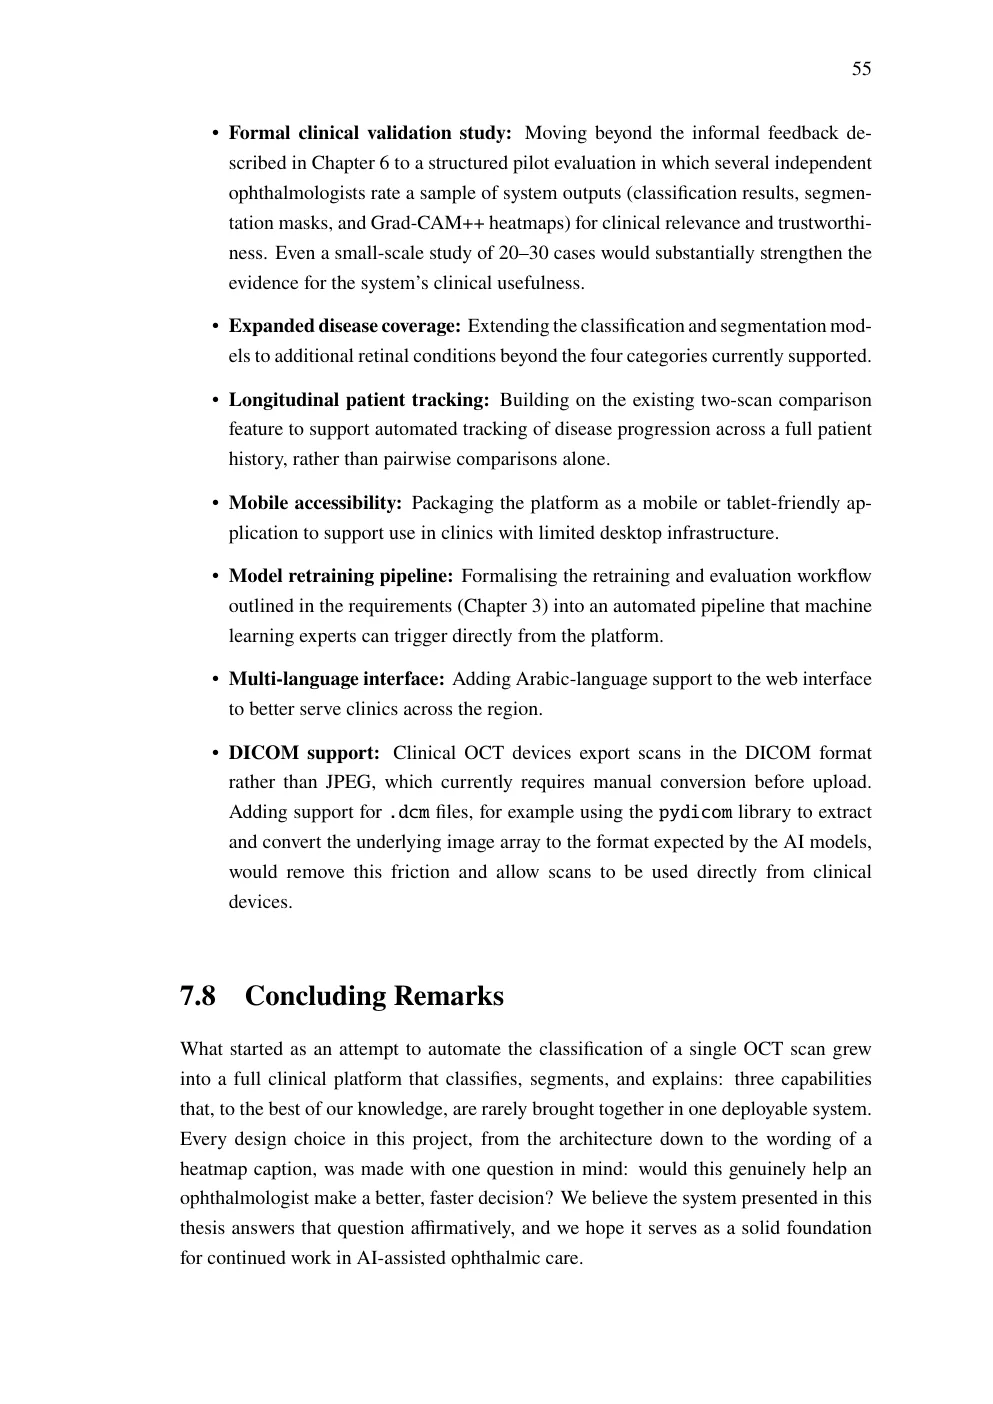 55
• Formal clinical validation study: Moving beyond the informal feedback de-
scribed in Chapter 6 to a structured pilot evaluation in which several independent
ophthalmologists rate a sample of system outputs (classification results, segmen-
tation masks, and Grad-CAM++ heatmaps) for clinical relevance and trustworthi-
ness. Even a small-scale study of 20–30 cases would substantially strengthen the
evidence for the system's clinical usefulness.
• Expanded disease coverage: Extending the classification and segmentation mod-
els to additional retinal conditions beyond the four categories currently supported.
• Longitudinal patient tracking: Building on the existing two-scan comparison
feature to support automated tracking of disease progression across a full patient
history, rather than pairwise comparisons alone.
• Mobile accessibility: Packaging the platform as a mobile or tablet-friendly ap-
plication to support use in clinics with limited desktop infrastructure.
• Model retraining pipeline: Formalising the retraining and evaluation workflow
outlined in the requirements (Chapter 3) into an automated pipeline that machine
learning experts can trigger directly from the platform.
• Multi-language interface: Adding Arabic-language support to the web interface
to better serve clinics across the region.
• DICOM support: Clinical OCT devices export scans in the DICOM format
rather than JPEG, which currently requires manual conversion before upload.
Adding support for .dcm files, for example using the pydicom library to extract
and convert the underlying image array to the format expected by the AI models,
would remove this friction and allow scans to be used directly from clinical
devices.
7.8 Concluding Remarks
What started as an attempt to automate the classification of a single OCT scan grew
into a full clinical platform that classifies, segments, and explains: three capabilities
that, to the best of our knowledge, are rarely brought together in one deployable system.
Every design choice in this project, from the architecture down to the wording of a
heatmap caption, was made with one question in mind: would this genuinely help an
ophthalmologist make a better, faster decision? We believe the system presented in this
thesis answers that question affirmatively, and we hope it serves as a solid foundation
for continued work in AI-assisted ophthalmic care.